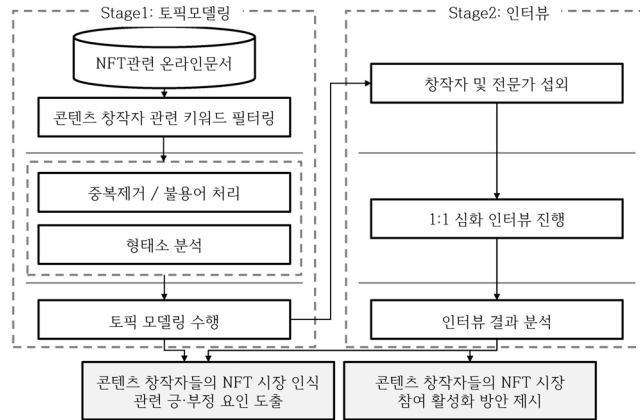 Stage1: 토픽모델링
NFT관련 온라인문서
콘텐츠 창작자 관련 키워드 필터링
중복제거 / 불용어 처리
형태소 분석
토픽 모델링 수행
Stage2: 인터뷰
창작자 및 전문가 섭외
1:1 심화 인터뷰 진행
인터뷰 결과 분석
콘텐츠 창작자들의 NFT 시장 인식
관련 긍·부정 요인 도출
콘텐츠 창작자들의 NFT 시장
참여 활성화 방안 제시